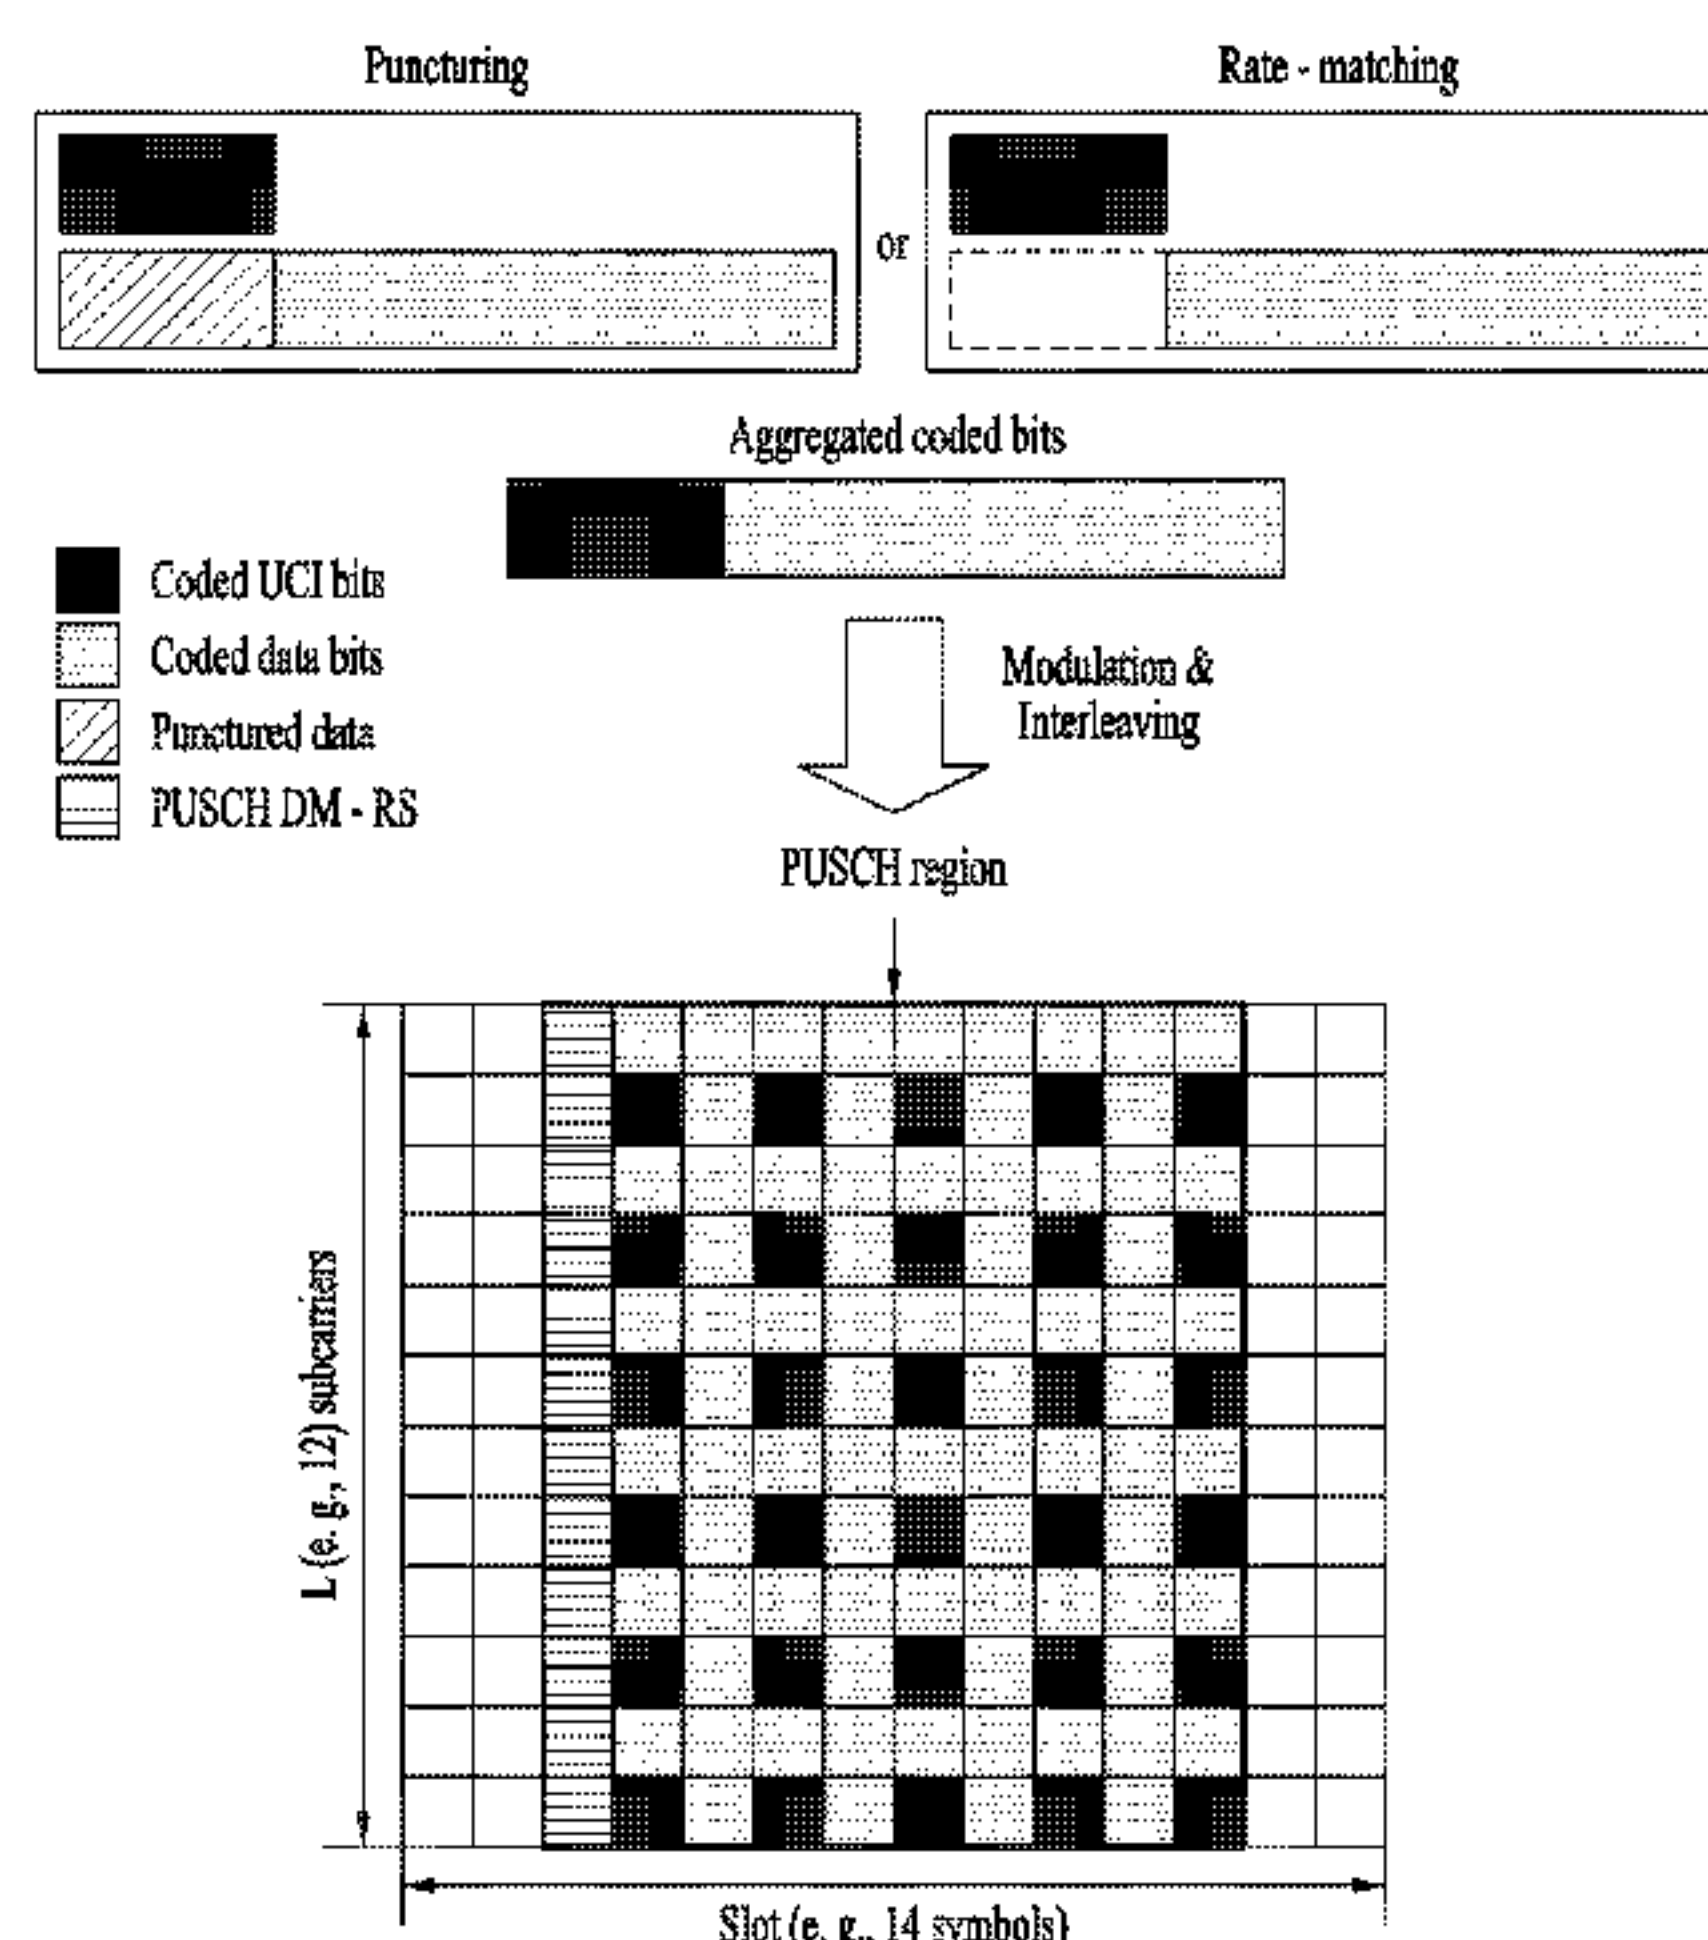 Puncturing
Rate - matching
or
Aggregated coded bits
Coded UCI bits
Coded data bits
Punctured data
PUSCH DM - RS
Modulation &
Interleaving
PUSCH region
L (e. g., 12) subcarriers
Slot (e. g., 14 symbols)